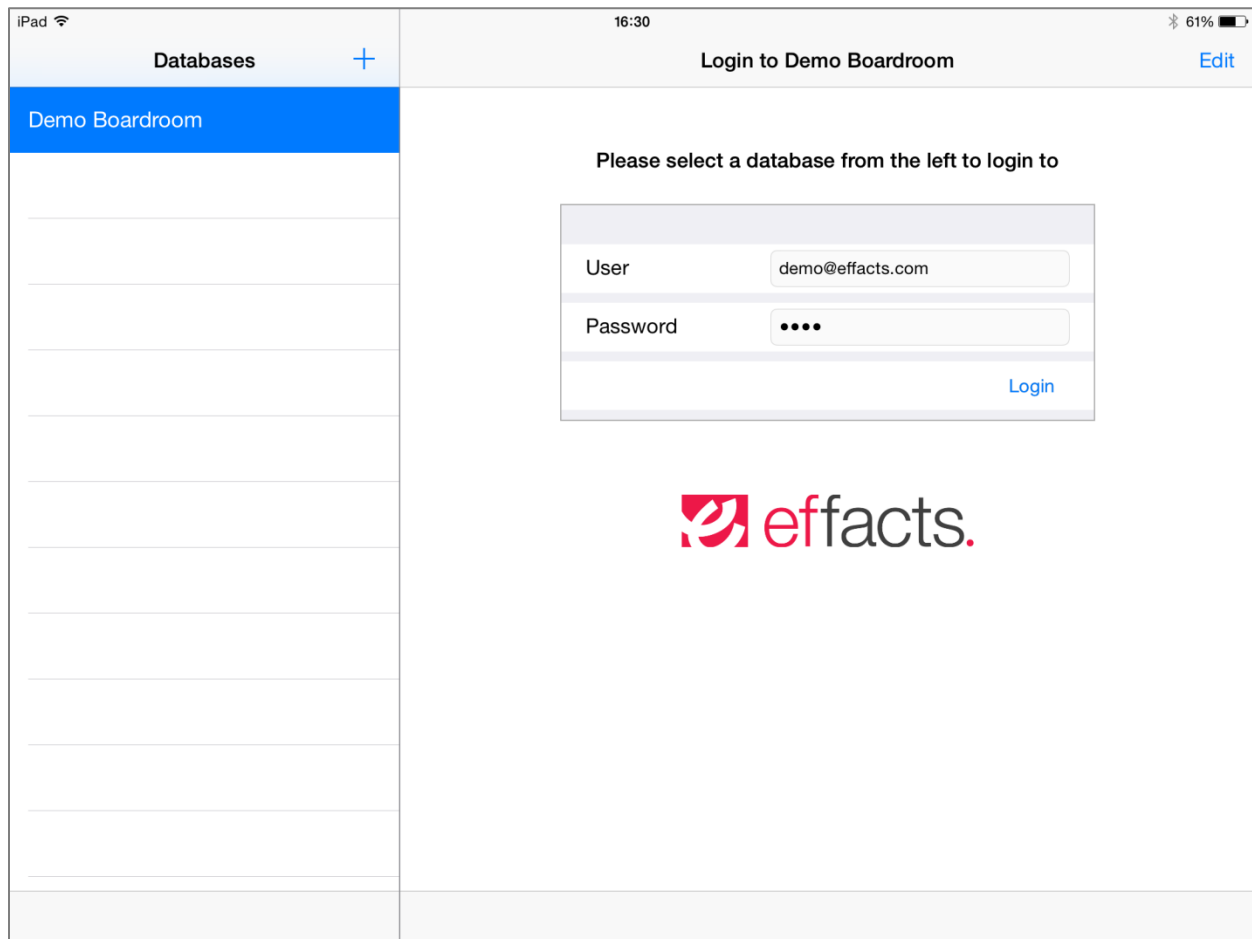 iPad 16:30 61%
Databases + Login to Demo Boardroom Edit
Demo Boardroom
Please select a database from the left to login to
User demo@effacts.com
Password ••••
Login
effacts.